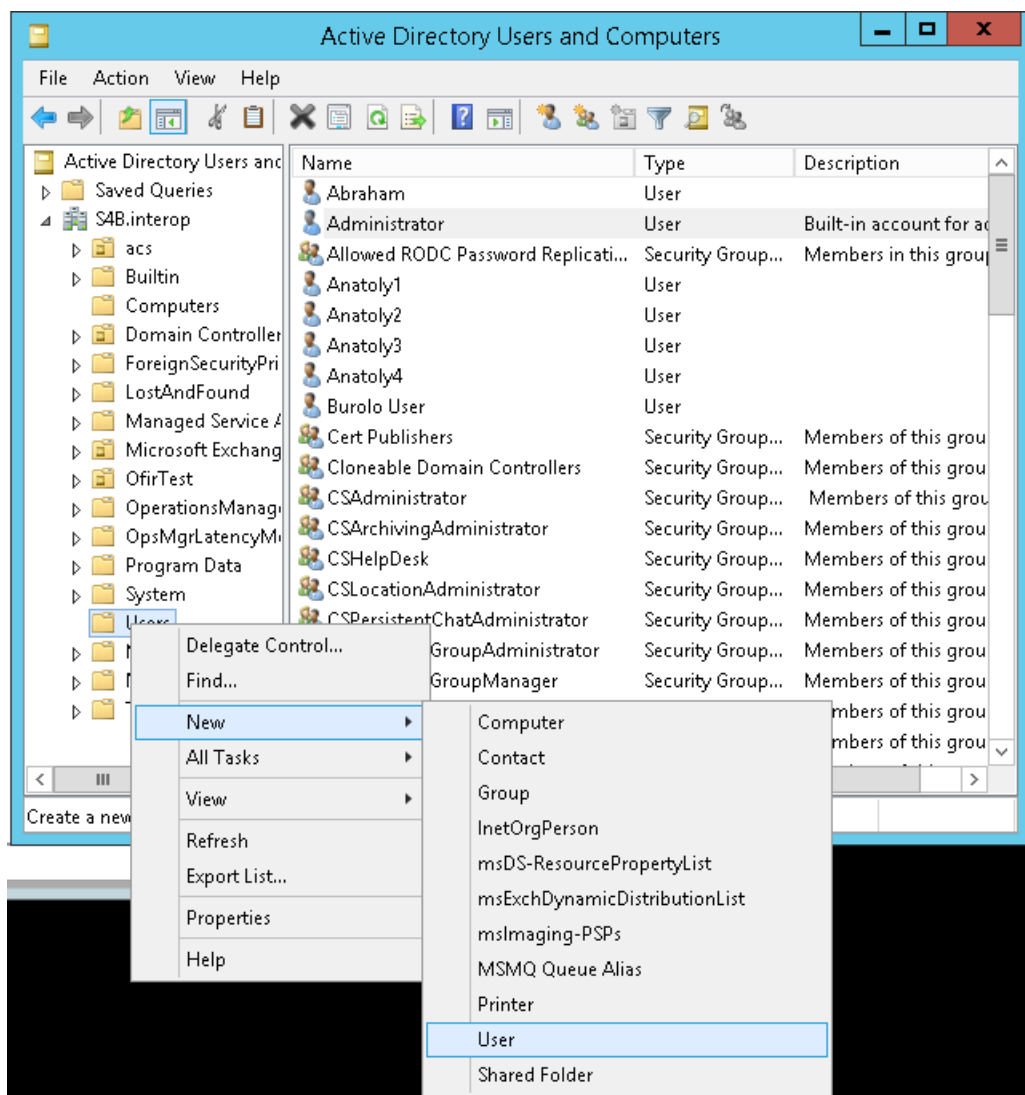 Active Directory Users and Computers
File Action View Help
Active Directory Users and
Saved Queries
S4B.interop
acs
Builtin
Computers
Domain Controller
ForeignSecurityPri
LostAndFound
Managed Service
Microsoft Exchang
OfirTest
OperationsManag
OpsMgrLatencyM
Program Data
System
Users
Name Type Description
Abraham User
Administrator User Built-in account for ad
Allowed RODC Password Replicati... Security Group... Members in this group
Anatoly1 User
Anatoly2 User
Anatoly3 User
Anatoly4 User
Burolo User User
Cert Publishers Security Group... Members of this grou
Cloneable Domain Controllers Security Group... Members of this grou
CSAdministrator Security Group... Members of this grou
CSArchivingAdministrator Security Group... Members of this grou
CSHelpDesk Security Group... Members of this grou
CSLocationAdministrator Security Group... Members of this grou
CSPersistentChatAdministrator Security Group... Members of this grou
GroupAdministrator Security Group... Members of this grou
GroupManager Security Group... Members of this grou
mbers of this grou
mbers of this grou
Create a new
Delegate Control...
Find...
New
All Tasks
View
Refresh
Export List...
Properties
Help
Computer
Contact
Group
InetOrgPerson
msDS-ResourcePropertyList
msExchDynamicDistributionList
msImaging-PSPs
MSMQ Queue Alias
Printer
User
Shared Folder